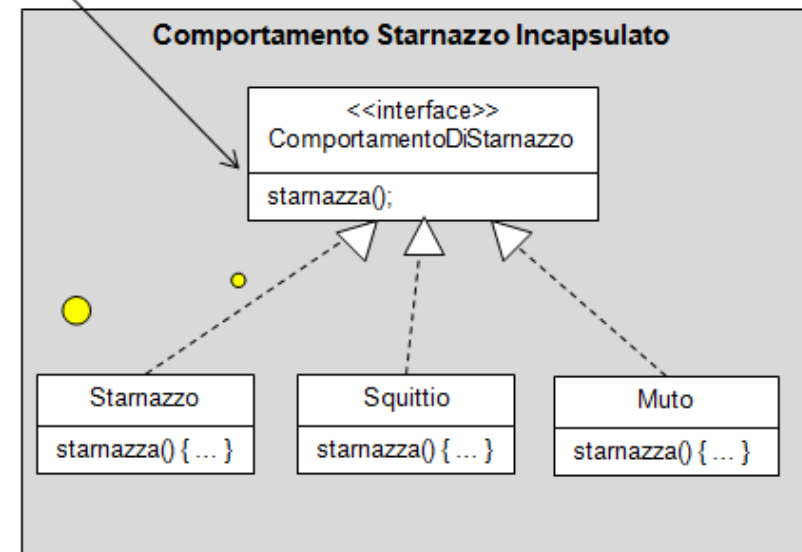 Comportamento Starnazzo Incapsulato
<<interface>>
ComportamentoDiStarnazzo
starnazza();
Starnazzo
starnazza() { ... }
Squittio
starnazza() { ... }
Muto
starnazza() { ... }